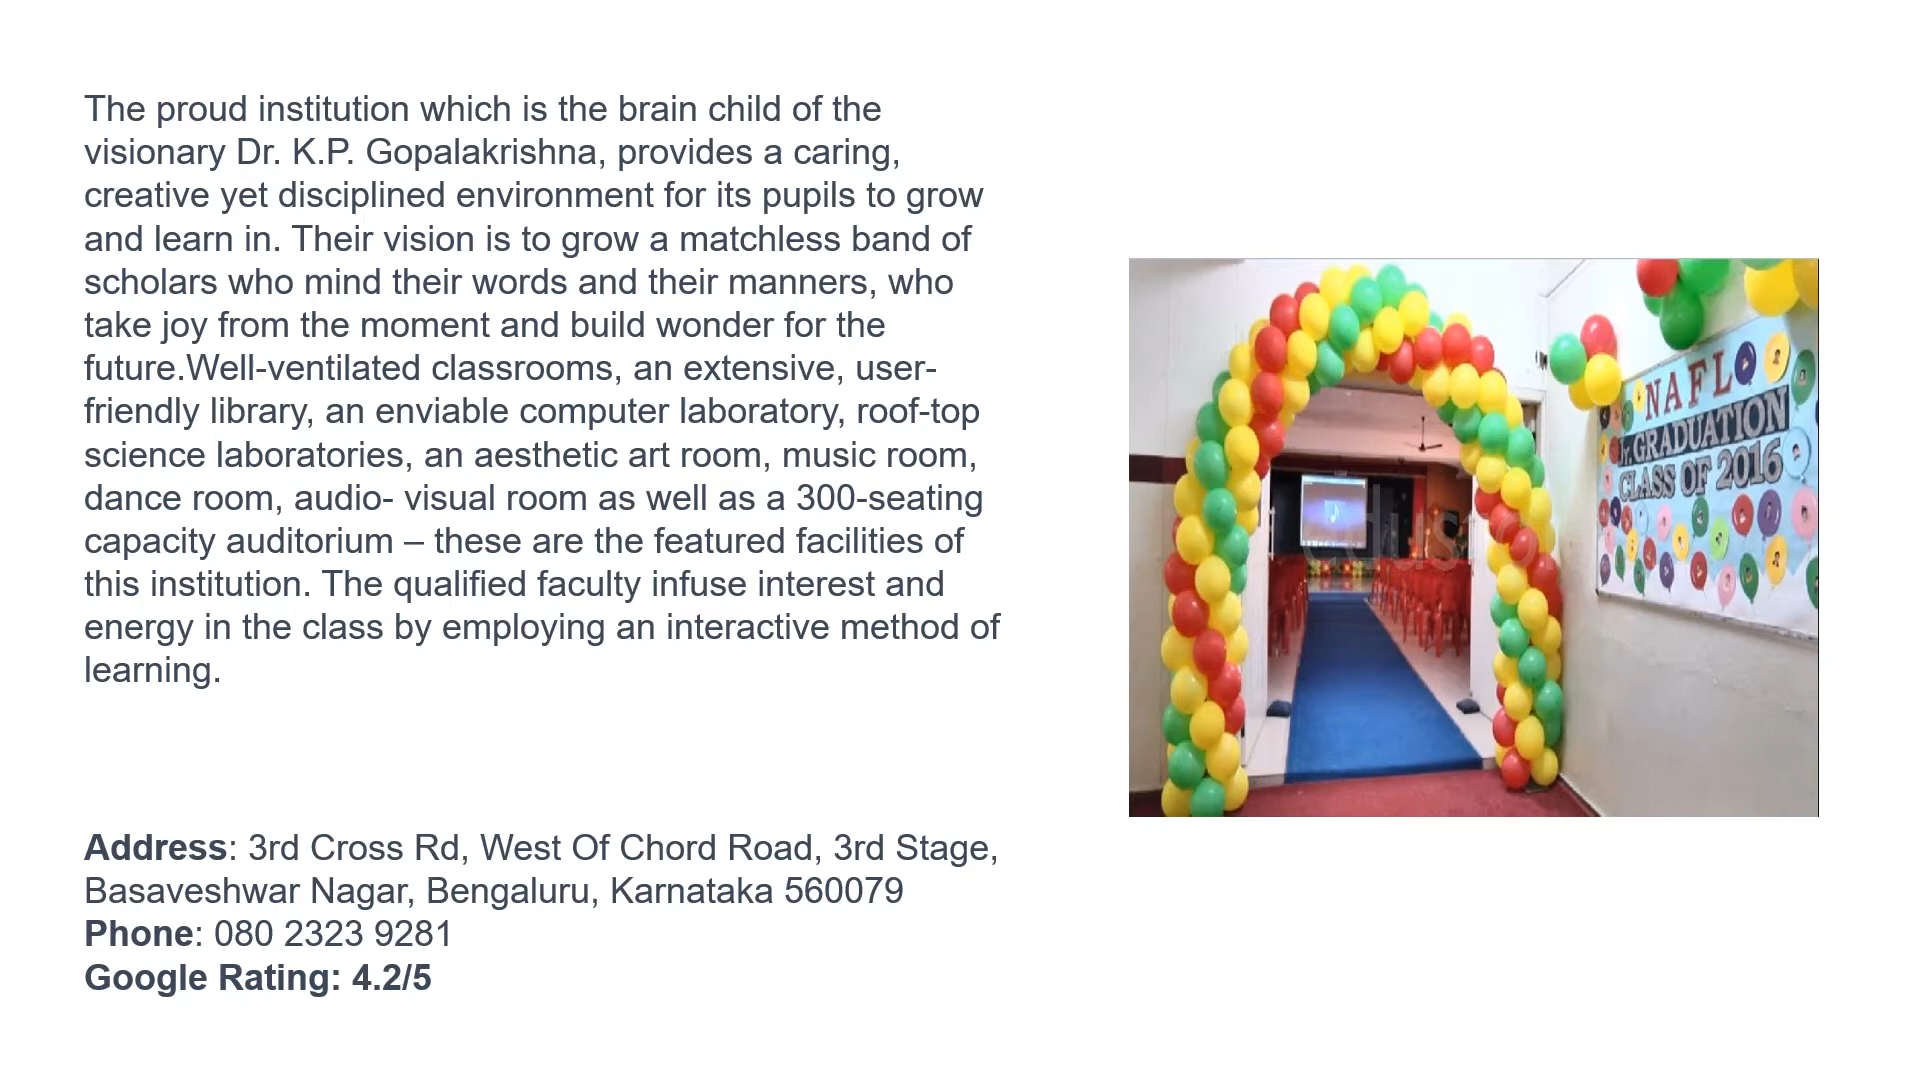 The proud institution which is the brain child of the
visionary Dr. K.P. Gopalakrishna, provides a caring,
creative yet disciplined environment for its pupils to grow
and learn in. Their vision is to grow a matchless band of
scholars who mind their words and their manners, who
take joy from the moment and build wonder for the
future.Well-ventilated classrooms, an extensive, user-
friendly library, an enviable computer laboratory, roof-top
science laboratories, an aesthetic art room, music room,
dance room, audio- visual room as well as a 300-seating
capacity auditorium – these are the featured facilities of
this institution. The qualified faculty infuse interest and
energy in the class by employing an interactive method of
learning.
Address: 3rd Cross Rd, West Of Chord Road, 3rd Stage,
Basaveshwar Nagar, Bengaluru, Karnataka 560079
Phone: 080 2323 9281
Google Rating: 4.2/5
NAFL
Jr. GRADUATION
CLASS OF 2016